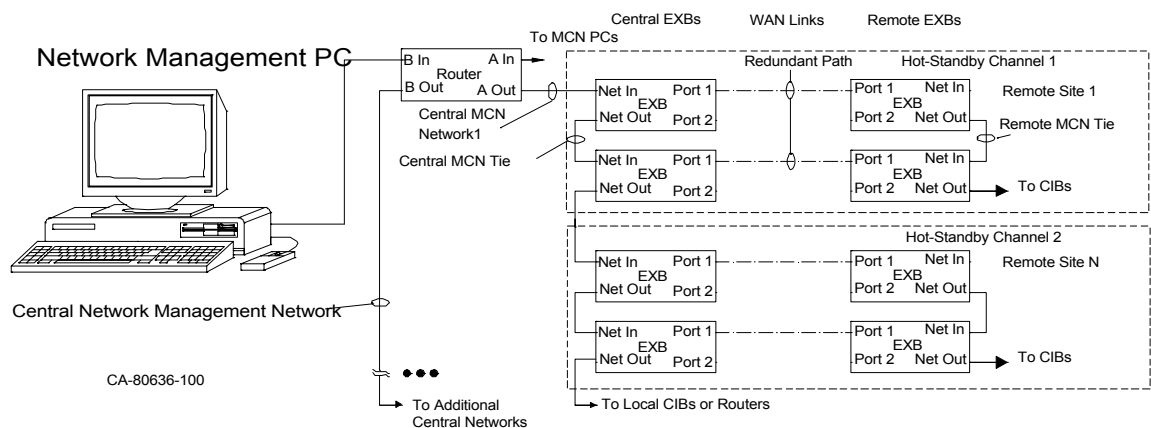 Central EXBs
WAN Links
Remote EXBs
To MCN PCs
Network Management PC
B In
A In
Router
B Out
A Out
Redundant Path
Hot-Standby Channel 1
Net In
Port 1
EXB
Net Out
Port 2
Port 1
Net In
EXB
Port 2
Net Out
Remote Site 1
Central MCN
Network1
Remote MCN Tie
Central MCN Tie
Net In
Port 1
EXB
Net Out
Port 2
Port 1
Net In
EXB
Port 2
Net Out
To CIBs
Hot-Standby Channel 2
Net In
Port 1
EXB
Net Out
Port 2
Port 1
Net In
EXB
Port 2
Net Out
Remote Site N
Central Network Management Network
Net In
Port 1
EXB
Net Out
Port 2
Port 1
Net In
EXB
Port 2
Net Out
To CIBs
CA-80636-100
To Additional
Central Networks
To Local CIBs or Routers